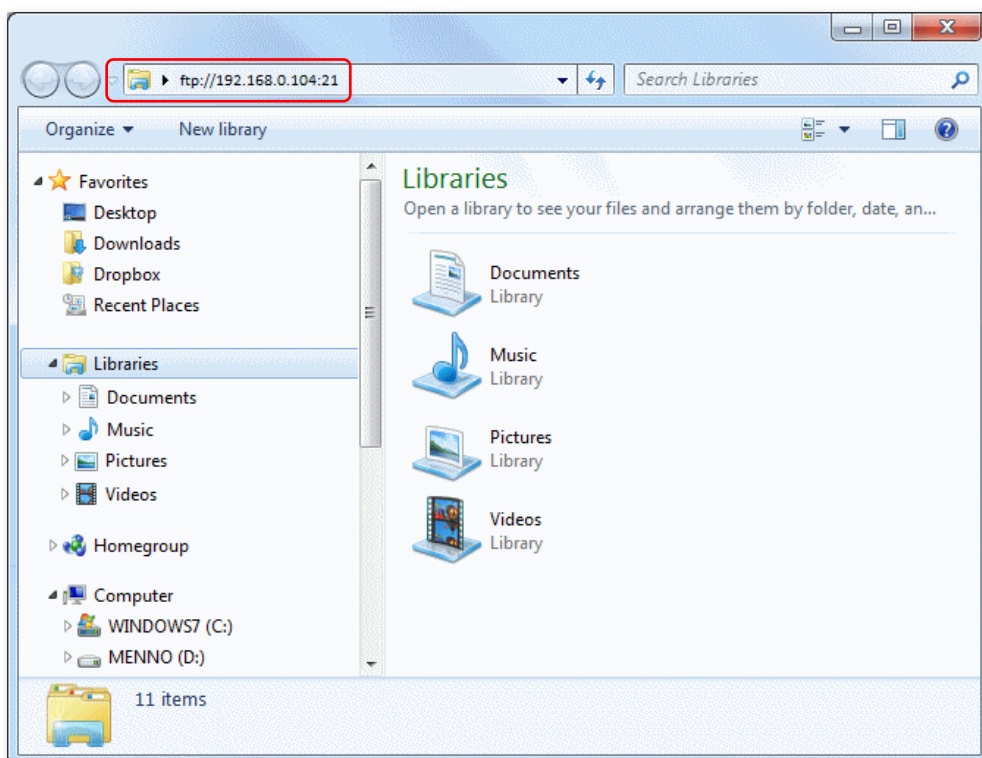 ftp://192.168.0.104:21
Search Libraries
Organize
New library
Favorites
Desktop
Downloads
Dropbox
Recent Places
Libraries
Documents
Music
Pictures
Videos
Homegroup
Computer
WINDOWS7 (C:)
MENNO (D:)
Libraries
Open a library to see your files and arrange them by folder, date, an...
Documents
Library
Music
Library
Pictures
Library
Videos
Library
11 items